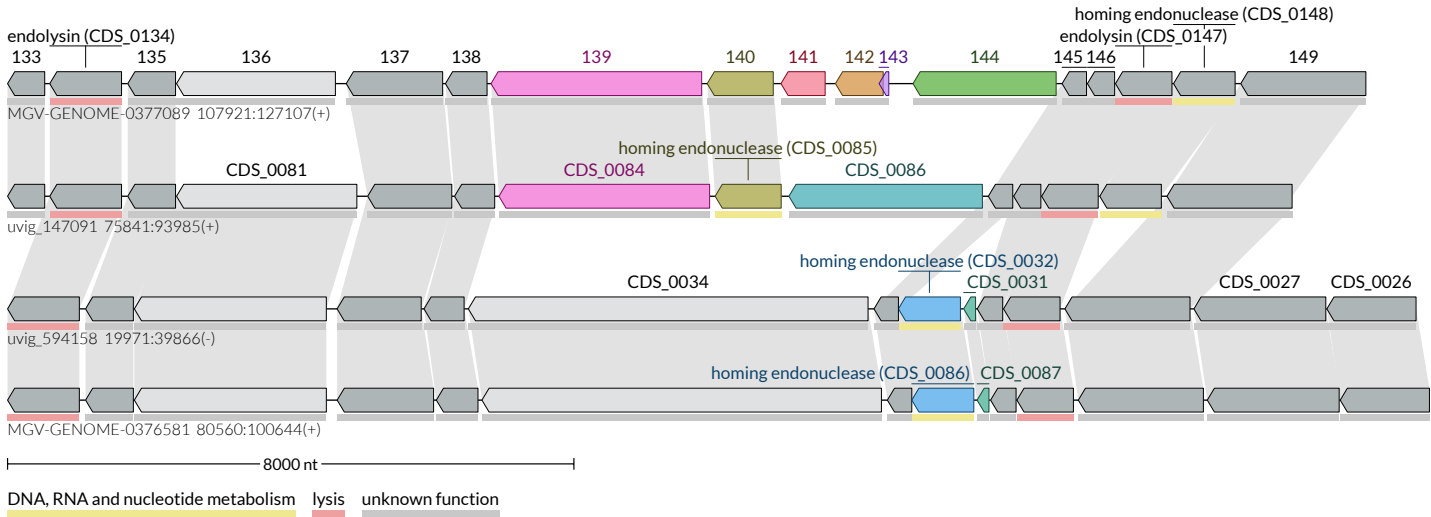 homing endonuclease (CDS_0148)
endolysin (CDS_0134) endolysin (CDS_0147)
133 135 136 137 138 139 140 141 142 143 144 145 146 149
MGV-GENOME-0377089 107921:127107(+)
homing endonuclease (CDS_0085)
CDS_0081 CDS_0084 CDS_0086
uvig_147091 75841:93985(+)
homing endonuclease (CDS_0032)
CDS_0034 CDS_0031 CDS_0027 CDS_0026
uvig_594158 19971:39866(-)
homing endonuclease (CDS_0086) CDS_0087
MGV-GENOME-0376581 80560:100644(+)
8000 nt
DNA, RNA and nucleotide metabolism lysis unknown function